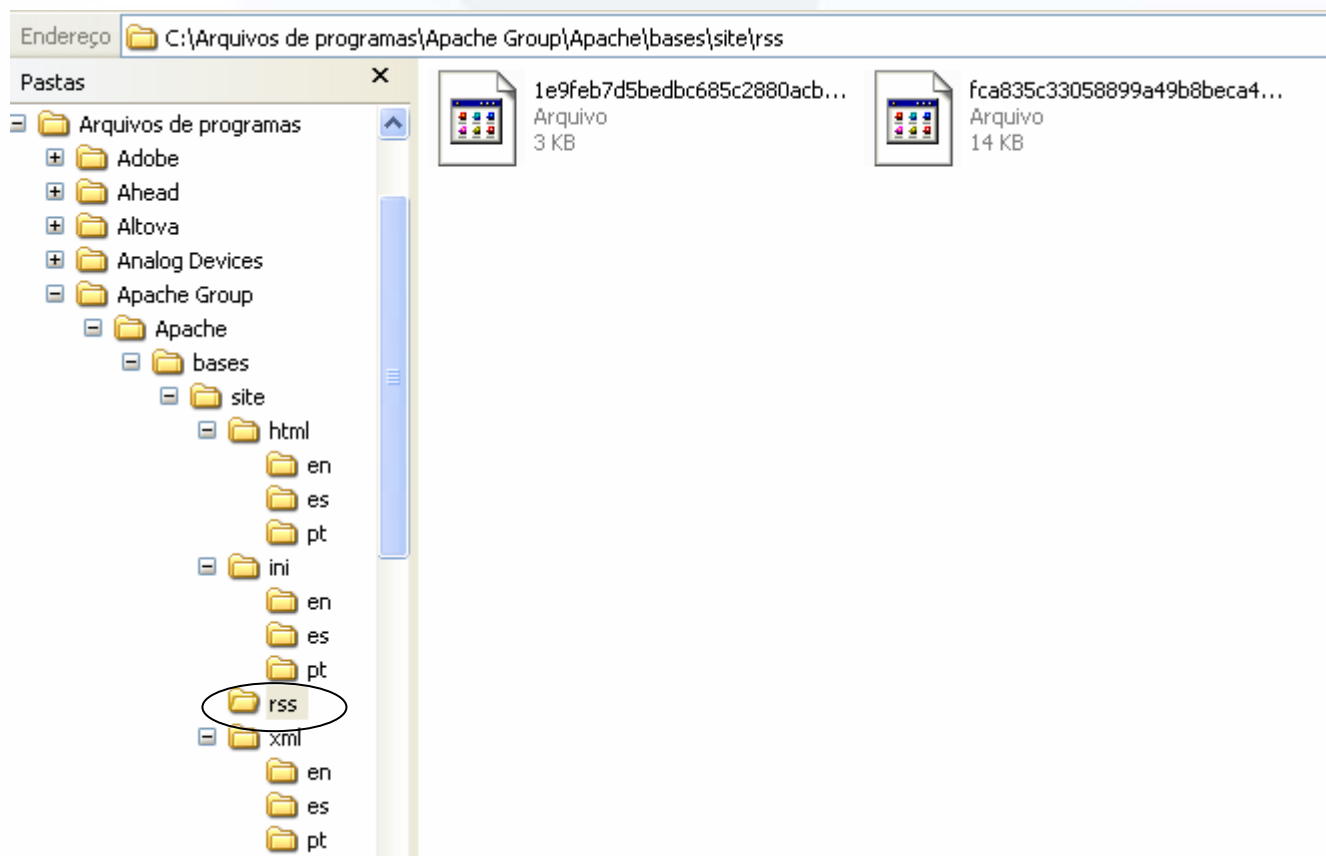 Endereço C:\Arquivos de programas\Apache Group\Apache\bases\site\rss
Pastas
Arquivos de programas
Adobe
Ahead
Altova
Analog Devices
Apache Group
Apache
bases
site
html
en
es
pt
ini
en
es
pt
rss
xml
en
es
pt
1e9feb7d5bedbc685c2880acb...
Arquivo
3 KB
fca835c33058899a49b8beca4...
Arquivo
14 KB